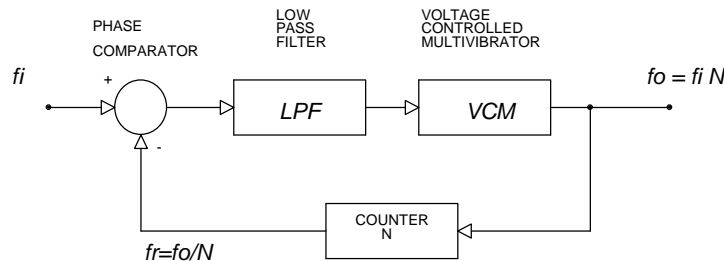 PHASE
COMPARATOR
LOW
PASS
FILTER
VOLTAGE
CONTROLLED
MULTIVIBRATOR
fi
+
-
LPF
VCM
fo = fi N
COUNTER
N
fr=fo/N